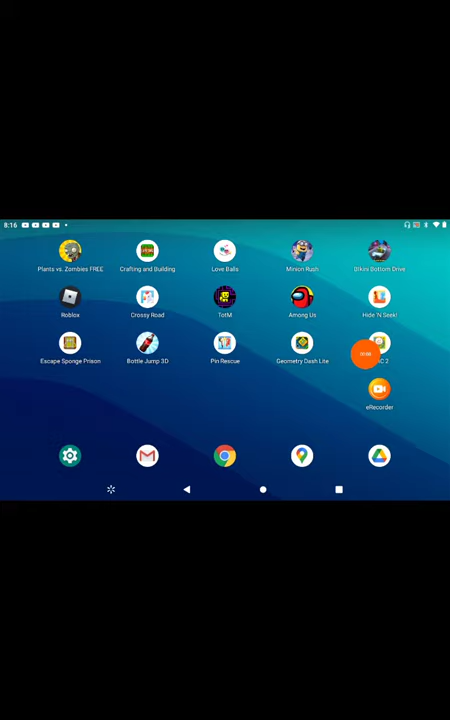 8:16
Plants vs. Zombies FREE Crafting and Building Love Balls Minion Rush Bikini Bottom Drive
Roblox Crossy Road TotM Among Us Hide 'N Seek!
Escape Sponge Prison Bottle Jump 3D Pin Rescue Geometry Dash Lite C 2
eRecorder